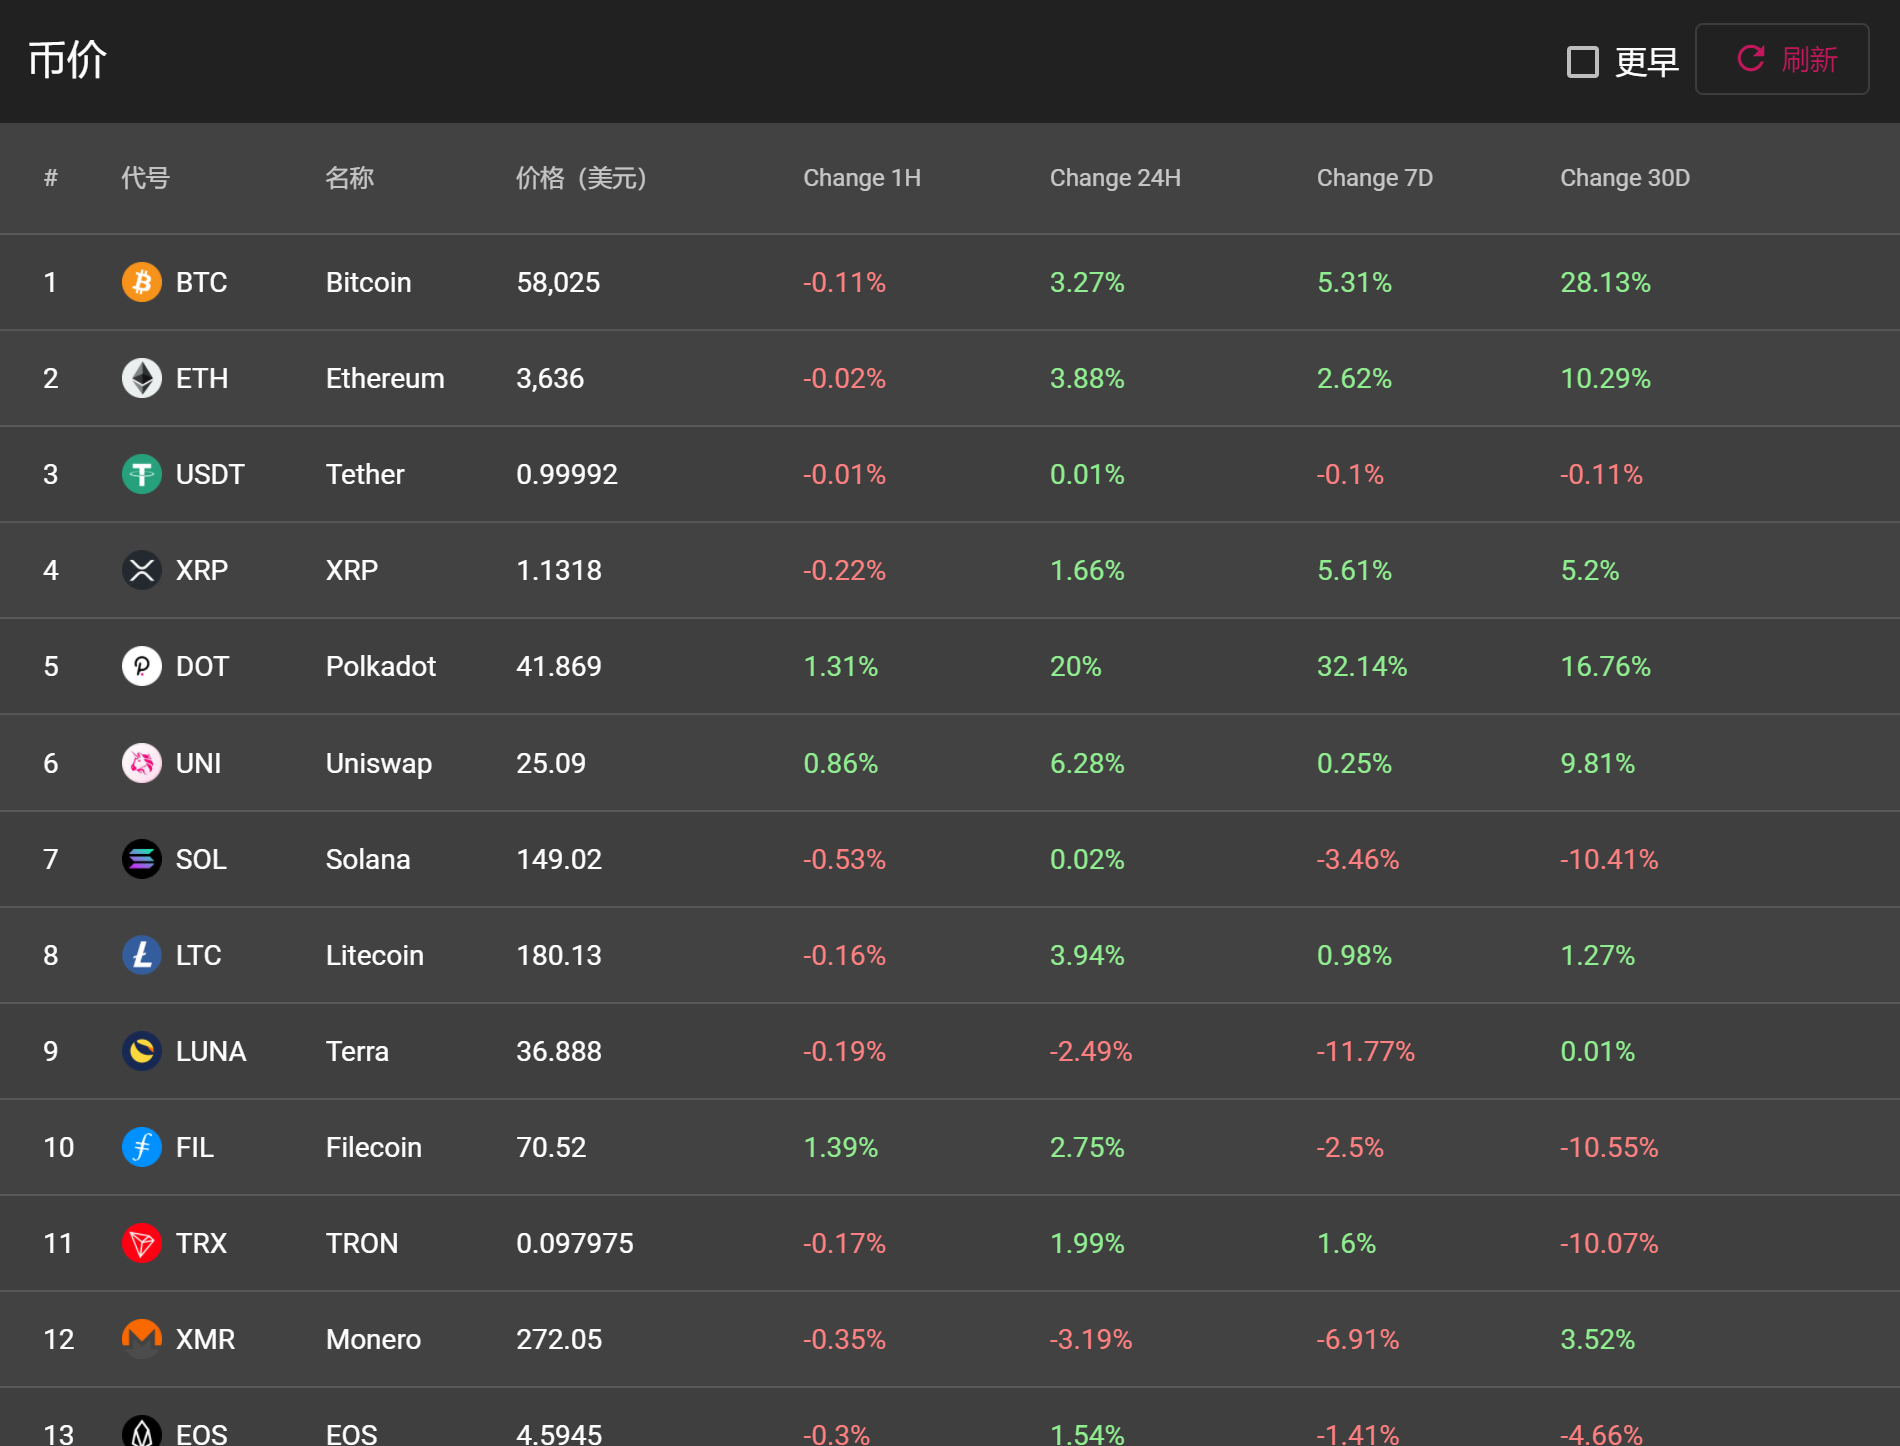 币价
更早 刷新
# 代号 名称 价格（美元） Change 1H Change 24H Change 7D Change 30D
1 BTC Bitcoin 58,025 -0.11% 3.27% 5.31% 28.13%
2 ETH Ethereum 3,636 -0.02% 3.88% 2.62% 10.29%
3 USDT Tether 0.99992 -0.01% 0.01% -0.1% -0.11%
4 XRP XRP 1.1318 -0.22% 1.66% 5.61% 5.2%
5 DOT Polkadot 41.869 1.31% 20% 32.14% 16.76%
6 UNI Uniswap 25.09 0.86% 6.28% 0.25% 9.81%
7 SOL Solana 149.02 -0.53% 0.02% -3.46% -10.41%
8 LTC Litecoin 180.13 -0.16% 3.94% 0.98% 1.27%
9 LUNA Terra 36.888 -0.19% -2.49% -11.77% 0.01%
10 FIL Filecoin 70.52 1.39% 2.75% -2.5% -10.55%
11 TRX TRON 0.097975 -0.17% 1.99% 1.6% -10.07%
12 XMR Monero 272.05 -0.35% -3.19% -6.91% 3.52%
13 EOS EOS 4.5945 -0.3% 1.54% -1.41% -4.66%